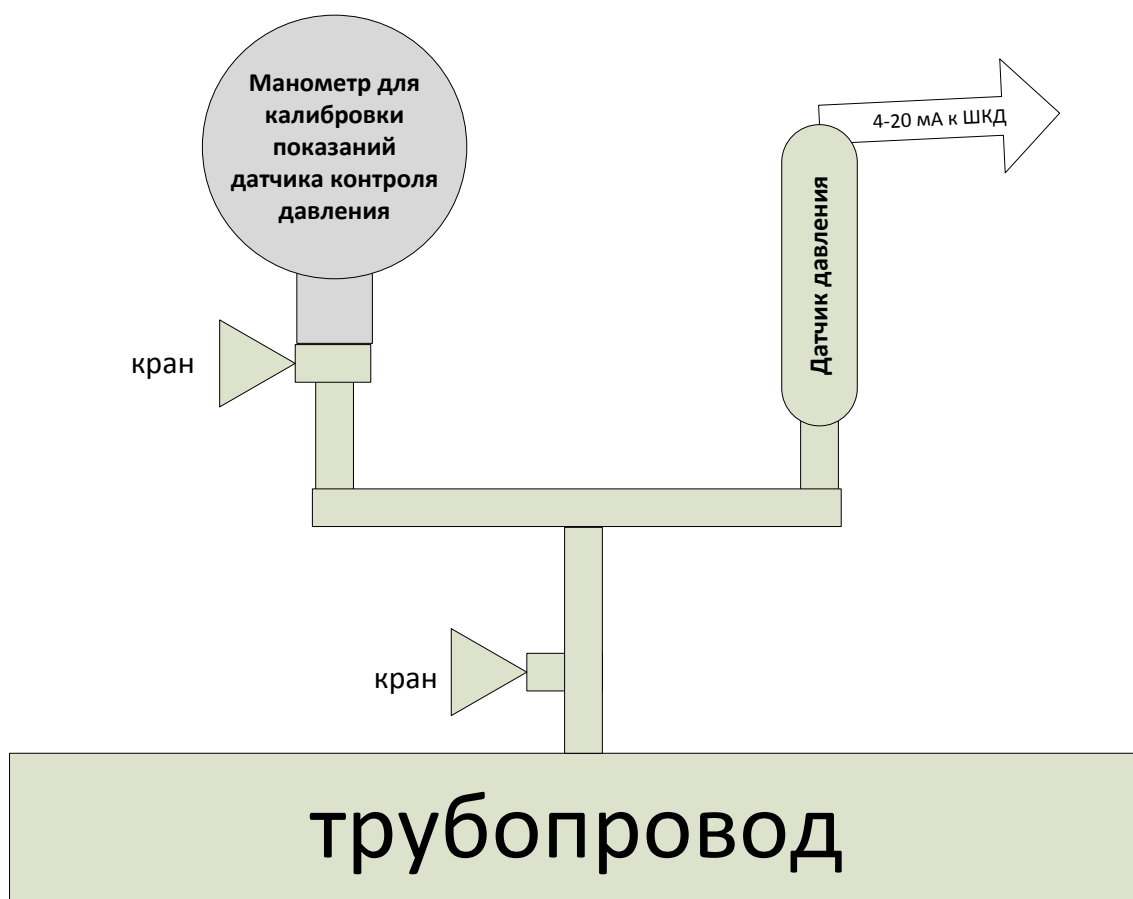 Манометр для
калибровки
показаний
датчика контроля
давления
4-20 мА к ШКД
Датчик давления
кран
кран
трубопровод